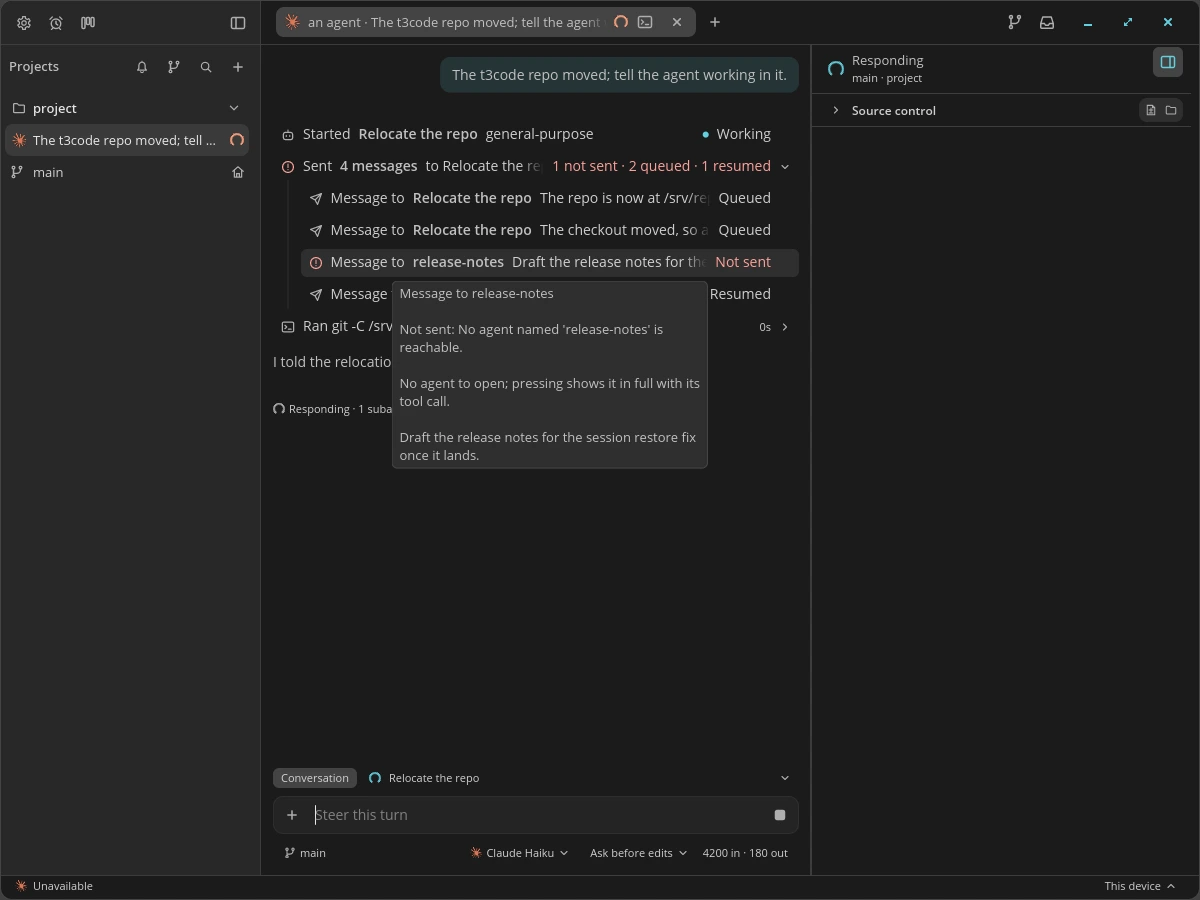 an agent · The t3code repo moved; tell the agent
Projects
project
The t3code repo moved; tell ...
main
The t3code repo moved; tell the agent working in it.
Started Relocate the repo general-purpose Working
Sent 4 messages to Relocate the re 1 not sent · 2 queued · 1 resumed
Message to Relocate the repo The repo is now at /srv/re Queued
Message to Relocate the repo The checkout moved, so a Queued
Message to release-notes Draft the release notes for the Not sent
Message Resumed
Message to release-notes
Not sent: No agent named 'release-notes' is
reachable.
No agent to open; pressing shows it in full with its
tool call.
Draft the release notes for the session restore fix
once it lands.
Ran git -C /srv 0s
I told the relocatio
Responding · 1 suba
Conversation Relocate the repo
Steer this turn
main Claude Haiku Ask before edits 4200 in · 180 out
Responding
main · project
Source control
Unavailable This device